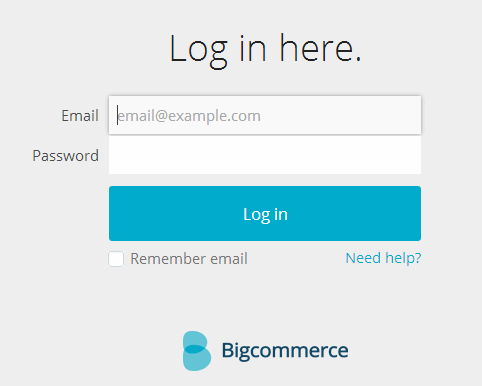 Log in here.
Email email@example.com
Password
Log in
Remember email Need help?
Bigcommerce